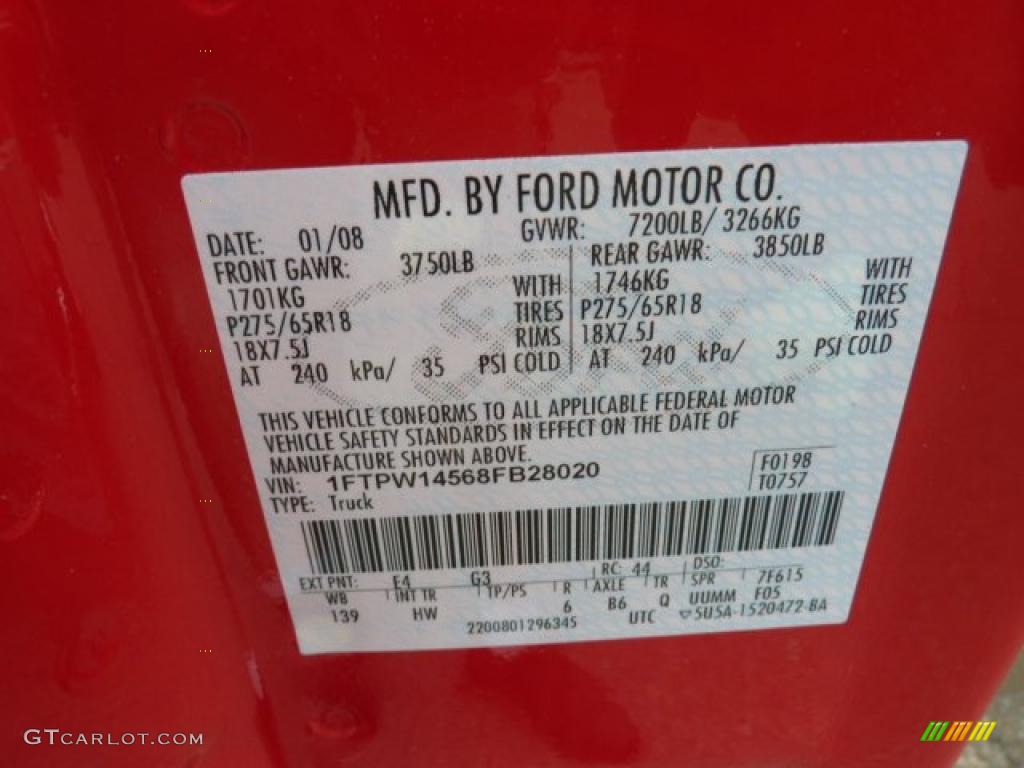 MFD. BY FORD MOTOR CO.
DATE: 01/08 GVWR: 7200LB/ 3266KG
FRONT GAWR: 3750LB REAR GAWR: 3850LB
1701KG WITH 1746KG WITH
P275/65R18 TIRES P275/65R18 TIRES
18X7.5J RIMS 18X7.5J RIMS
AT 240 kPa/ 35 PSI COLD AT 240 kPa/ 35 PSI COLD
THIS VEHICLE CONFORMS TO ALL APPLICABLE FEDERAL MOTOR
VEHICLE SAFETY STANDARDS IN EFFECT ON THE DATE OF
MANUFACTURE SHOWN ABOVE.
VIN: 1FTPW14568FB28020 F0198
TYPE: Truck T0757
EXT PNT: E4 G3 RC: 44 DSO:
WB INT TR TP/PS R AXLE TR SPR 7F615
139 HW 6 B6 Q UUMM F05
2200801296345 UTC 5U5A-1520472-BA
GTCARLOT.COM